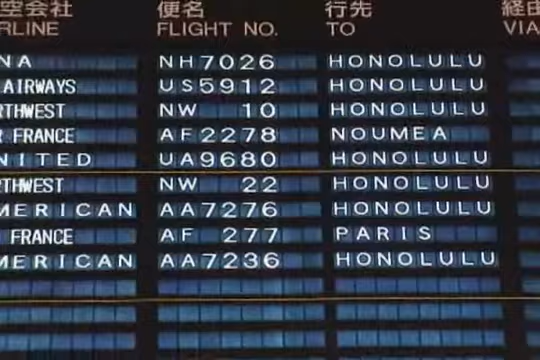 空会社 便名 行先 経由
RLINE FLIGHT NO. TO VIA
NA NH7026 HONOLULU
AIRWAYS US5912 HONOLULU
RTHWEST NW 10 HONOLULU
R FRANCE AF2278 NOUMEA
NITED UA9680 HONOLULU
RTHWEST NW 22 HONOLULU
MERICAN AA7276 HONOLULU
FRANCE AF 277 PARIS
MERICAN AA7236 HONOLULU